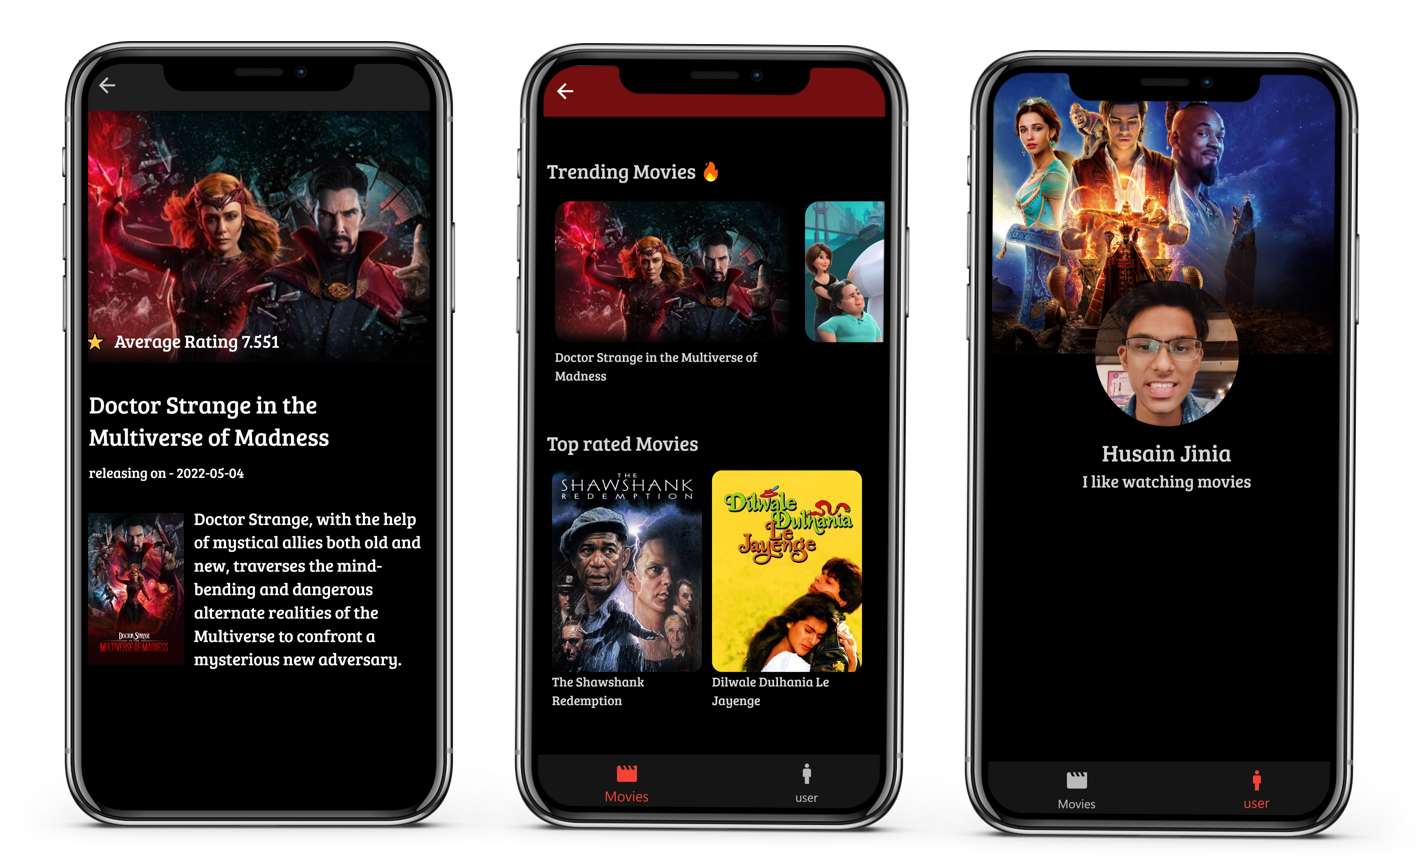 Average Rating 7.551
Doctor Strange in the
Multiverse of Madness
releasing on - 2022-05-04
DOCTOR STRANGE
MULTIVERSE OF MADNESS
Doctor Strange, with the help
of mystical allies both old and
new, traverses the mind-
bending and dangerous
alternate realities of the
Multiverse to confront a
mysterious new adversary.
Trending Movies 🔥
Doctor Strange in the Multiverse of
Madness
Top rated Movies
THE
SHAWSHANK
REDEMPTION
Dilwale
Dulhania
Le
Jayenge
The Shawshank
Redemption
Dilwale Dulhania Le
Jayenge
Movies
user
Husain Jinia
I like watching movies
Movies
user